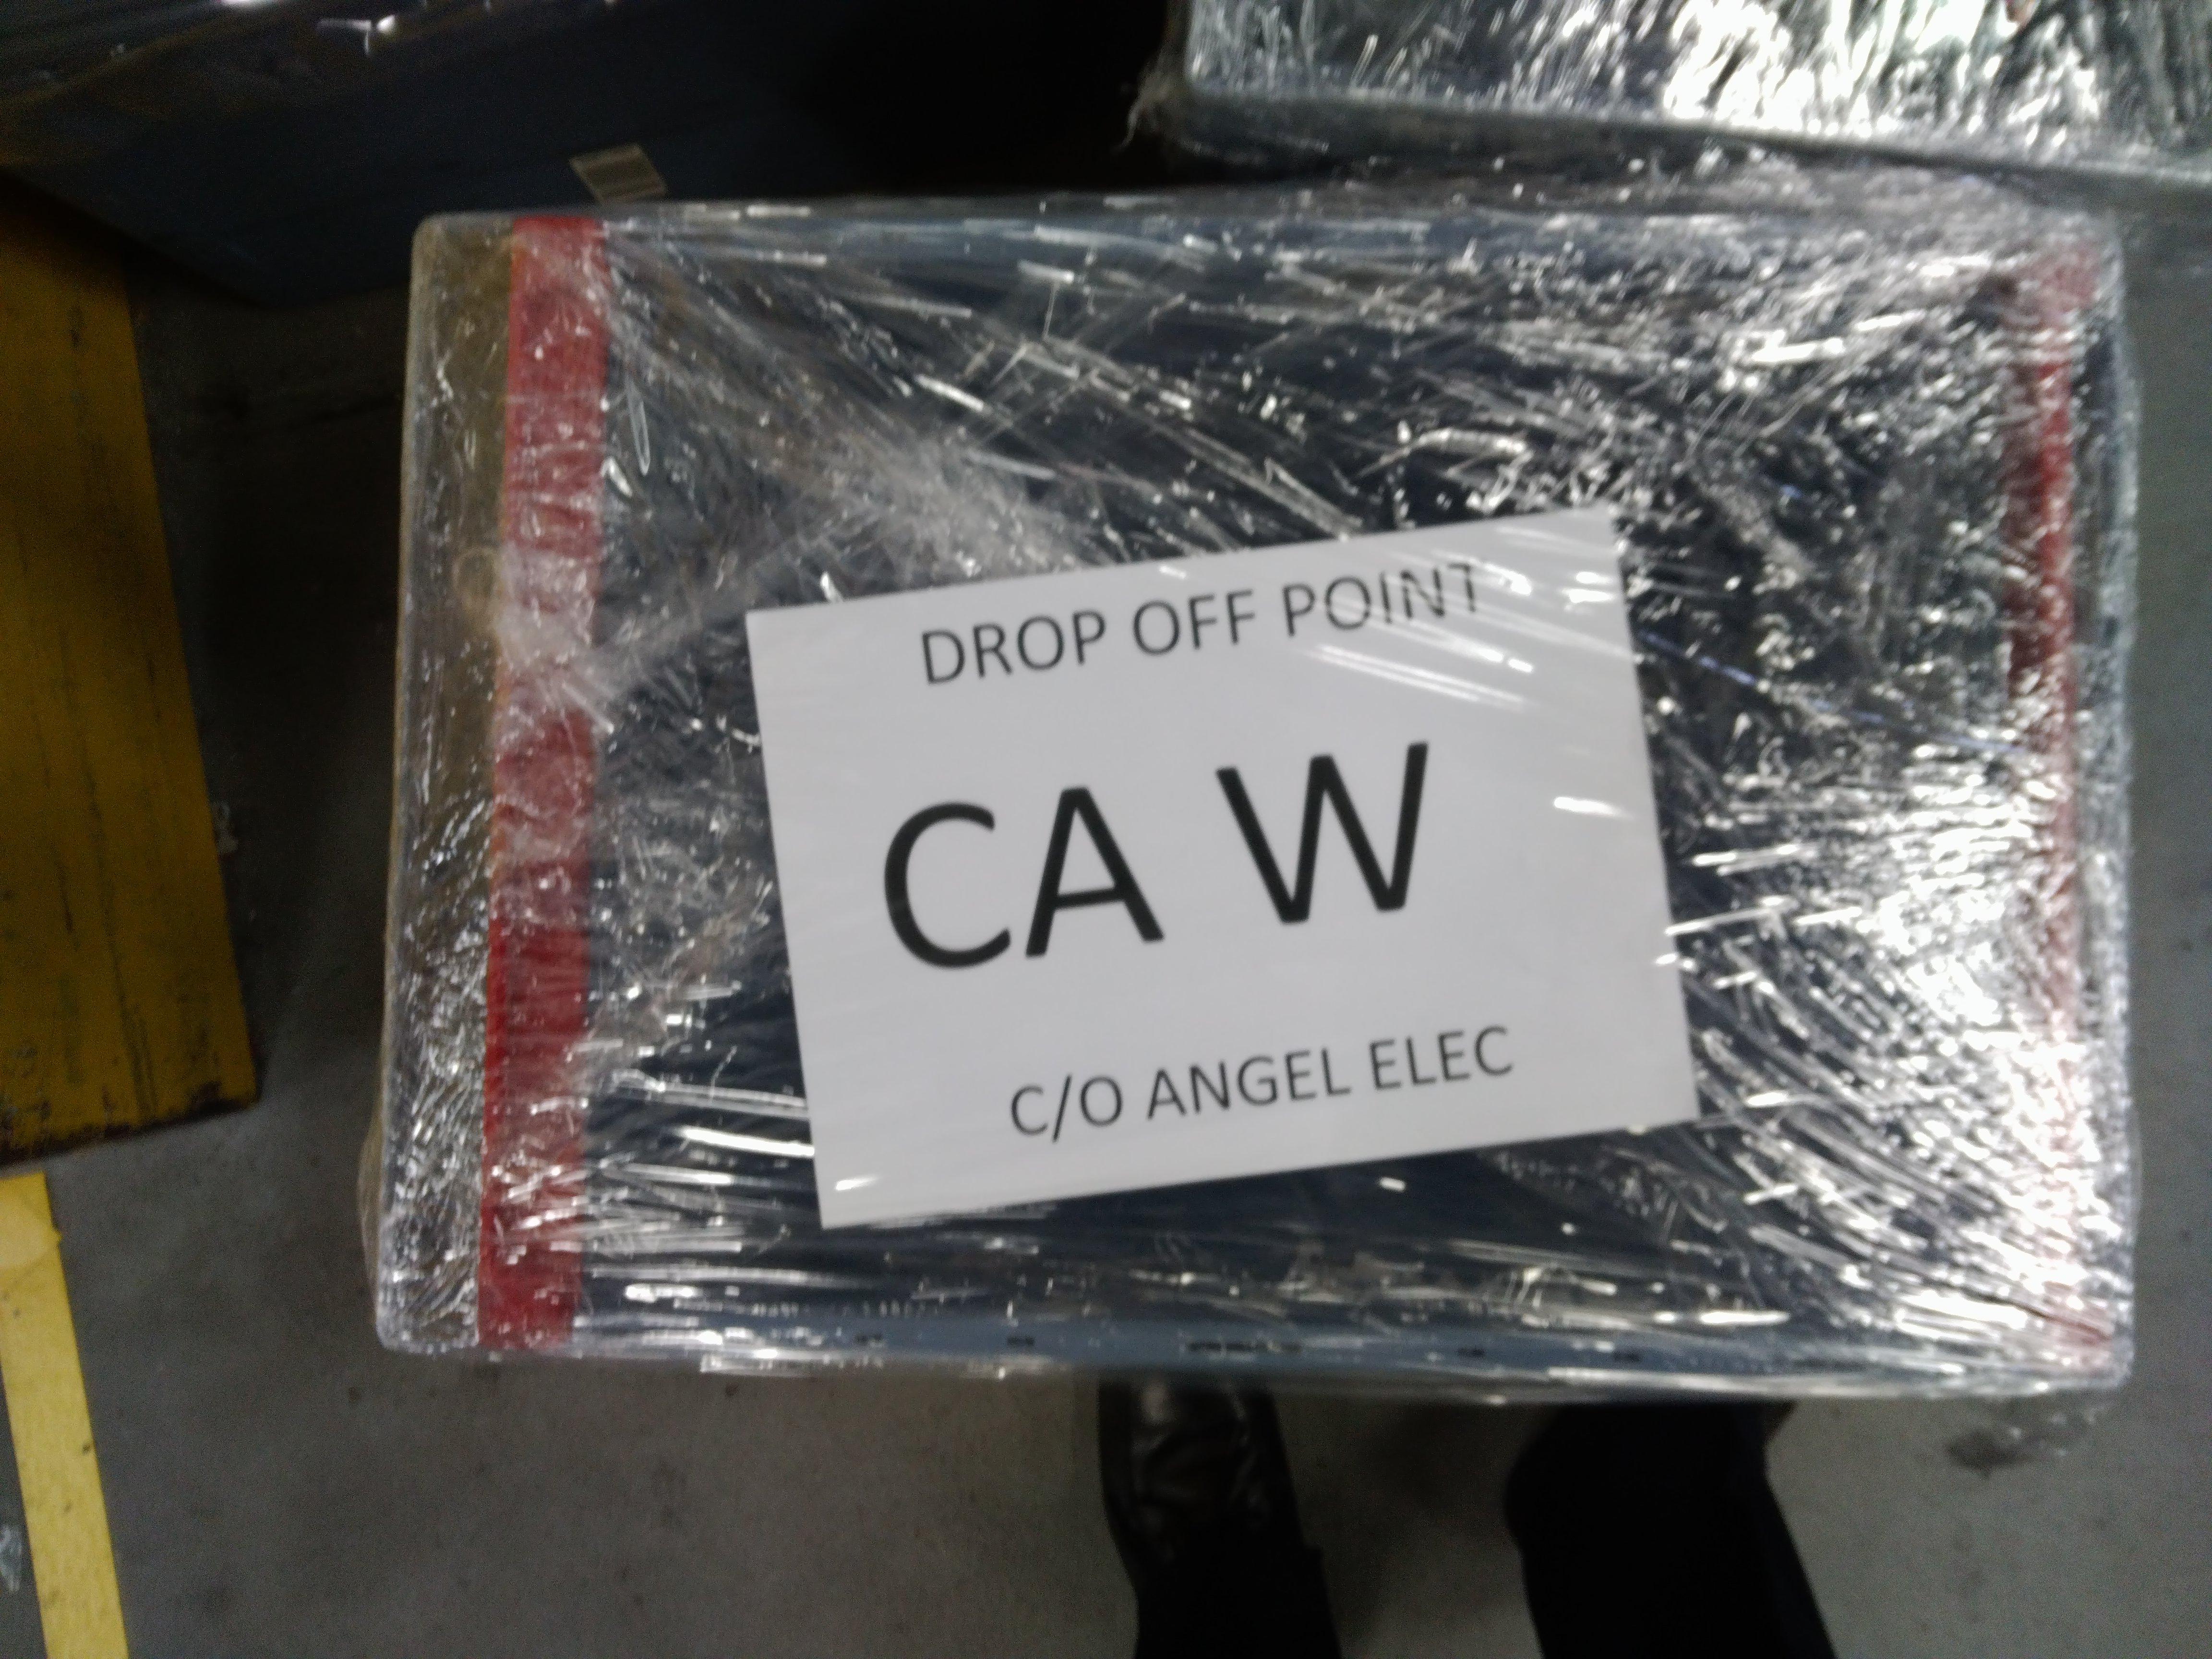 DROP OFF POINT
CA W
C/O ANGEL ELEC